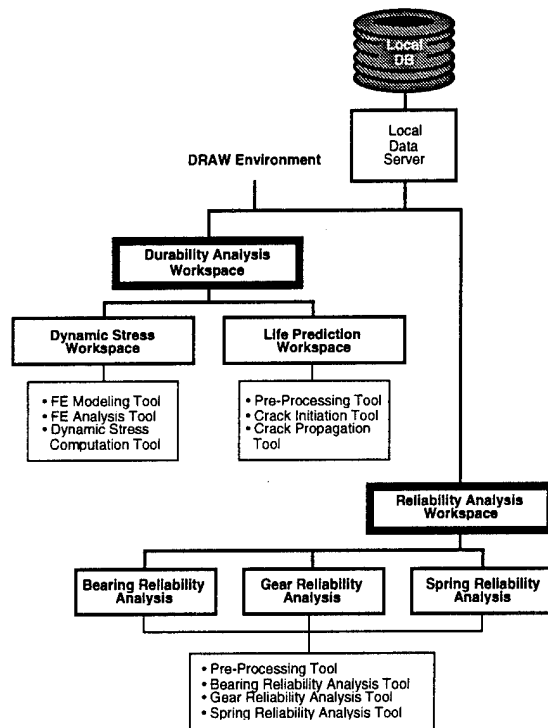 Local
DB
Local
Data
Server
DRAW Environment
Durability Analysis
Workspace
Dynamic Stress
Workspace
Life Prediction
Workspace
• FE Modeling Tool
• FE Analysis Tool
• Dynamic Stress
Computation Tool
• Pre-Processing Tool
• Crack Initiation Tool
• Crack Propagation
Tool
Reliability Analysis
Workspace
Bearing Reliability
Analysis
Gear Reliability
Analysis
Spring Reliability
Analysis
• Pre-Processing Tool
• Bearing Reliability Analysis Tool
• Gear Reliability Analysis Tool
• Spring Reliability Analysis Tool